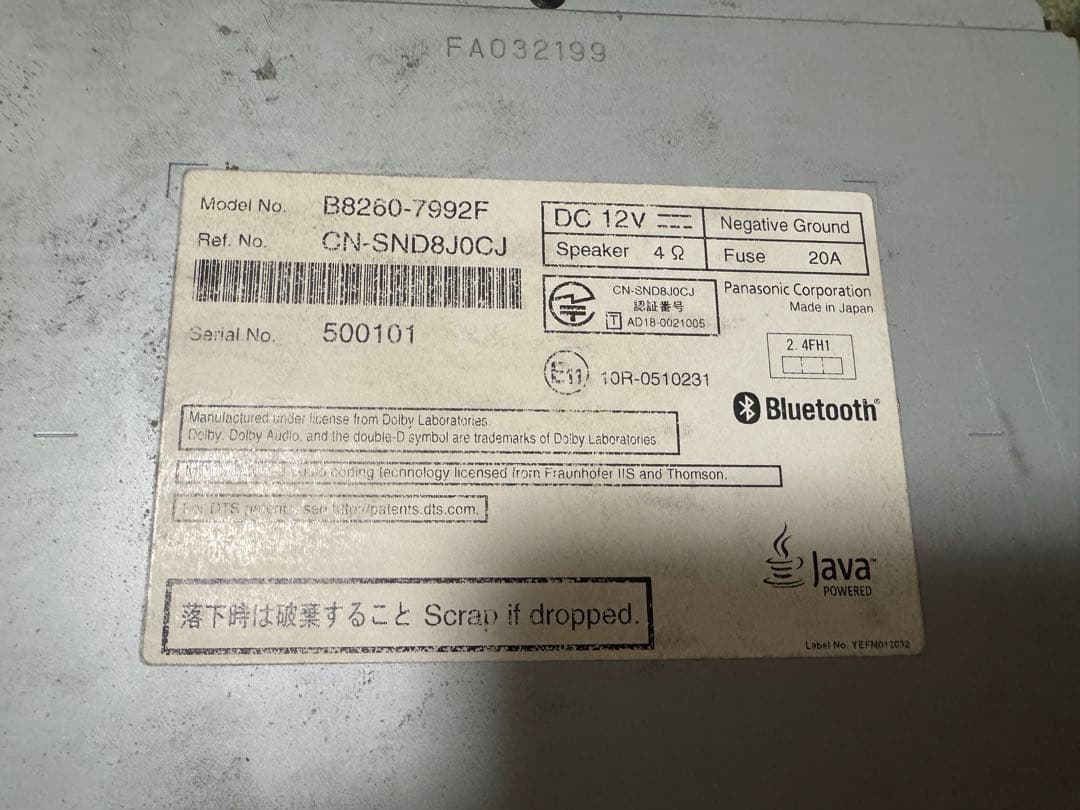 FA032199
Model No. B8260-7992F
Ref. No. CN-SND8J0CJ
Serial No. 500101
DC 12V Negative Ground
Speaker 4 Ω Fuse 20A
CN-SND8J0CJ
認証番号
T AD18-0021005
Panasonic Corporation
Made in Japan
2.4FH1
E11 10R-0510231
Bluetooth®
Manufactured under license from Dolby Laboratories.
Dolby, Dolby Audio, and the double-D symbol are trademarks of Dolby Laboratories.
coding technology licensed from Fraunhofer IIS and Thomson.
For DTS patents, see http://patents.dts.com.
Java™
POWERED
落下時は破棄すること Scrap if dropped.
Label No. YEFM012032